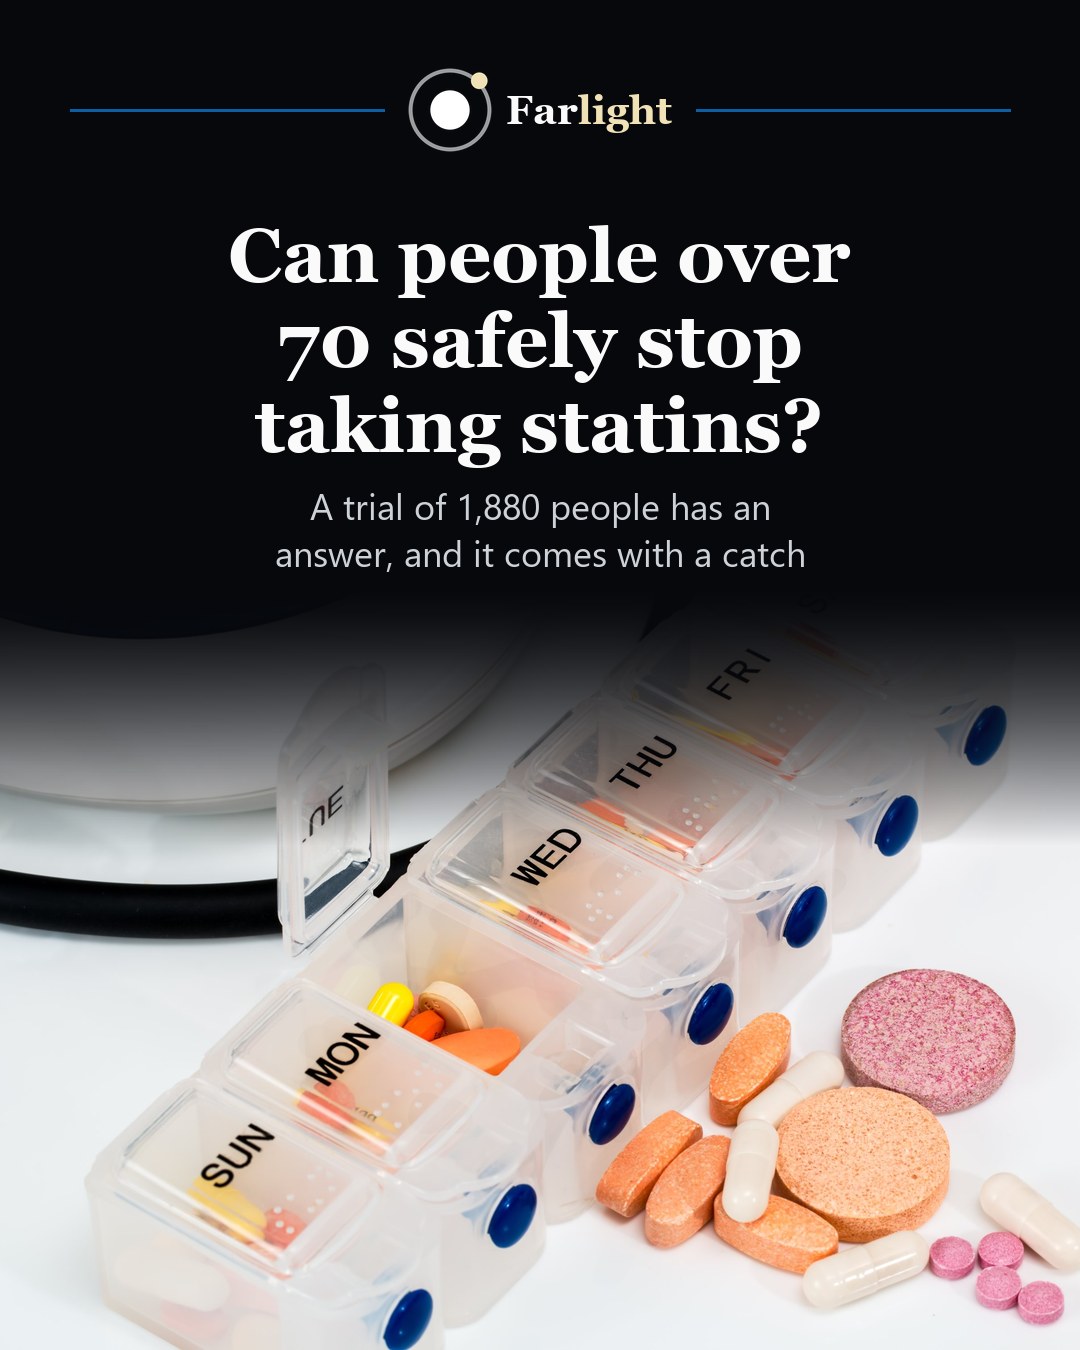 Farlight
Can people over
70 safely stop
taking statins?
A trial of 1,880 people has an
answer, and it comes with a catch
FRI
THU
UE
WED
MON
SUN